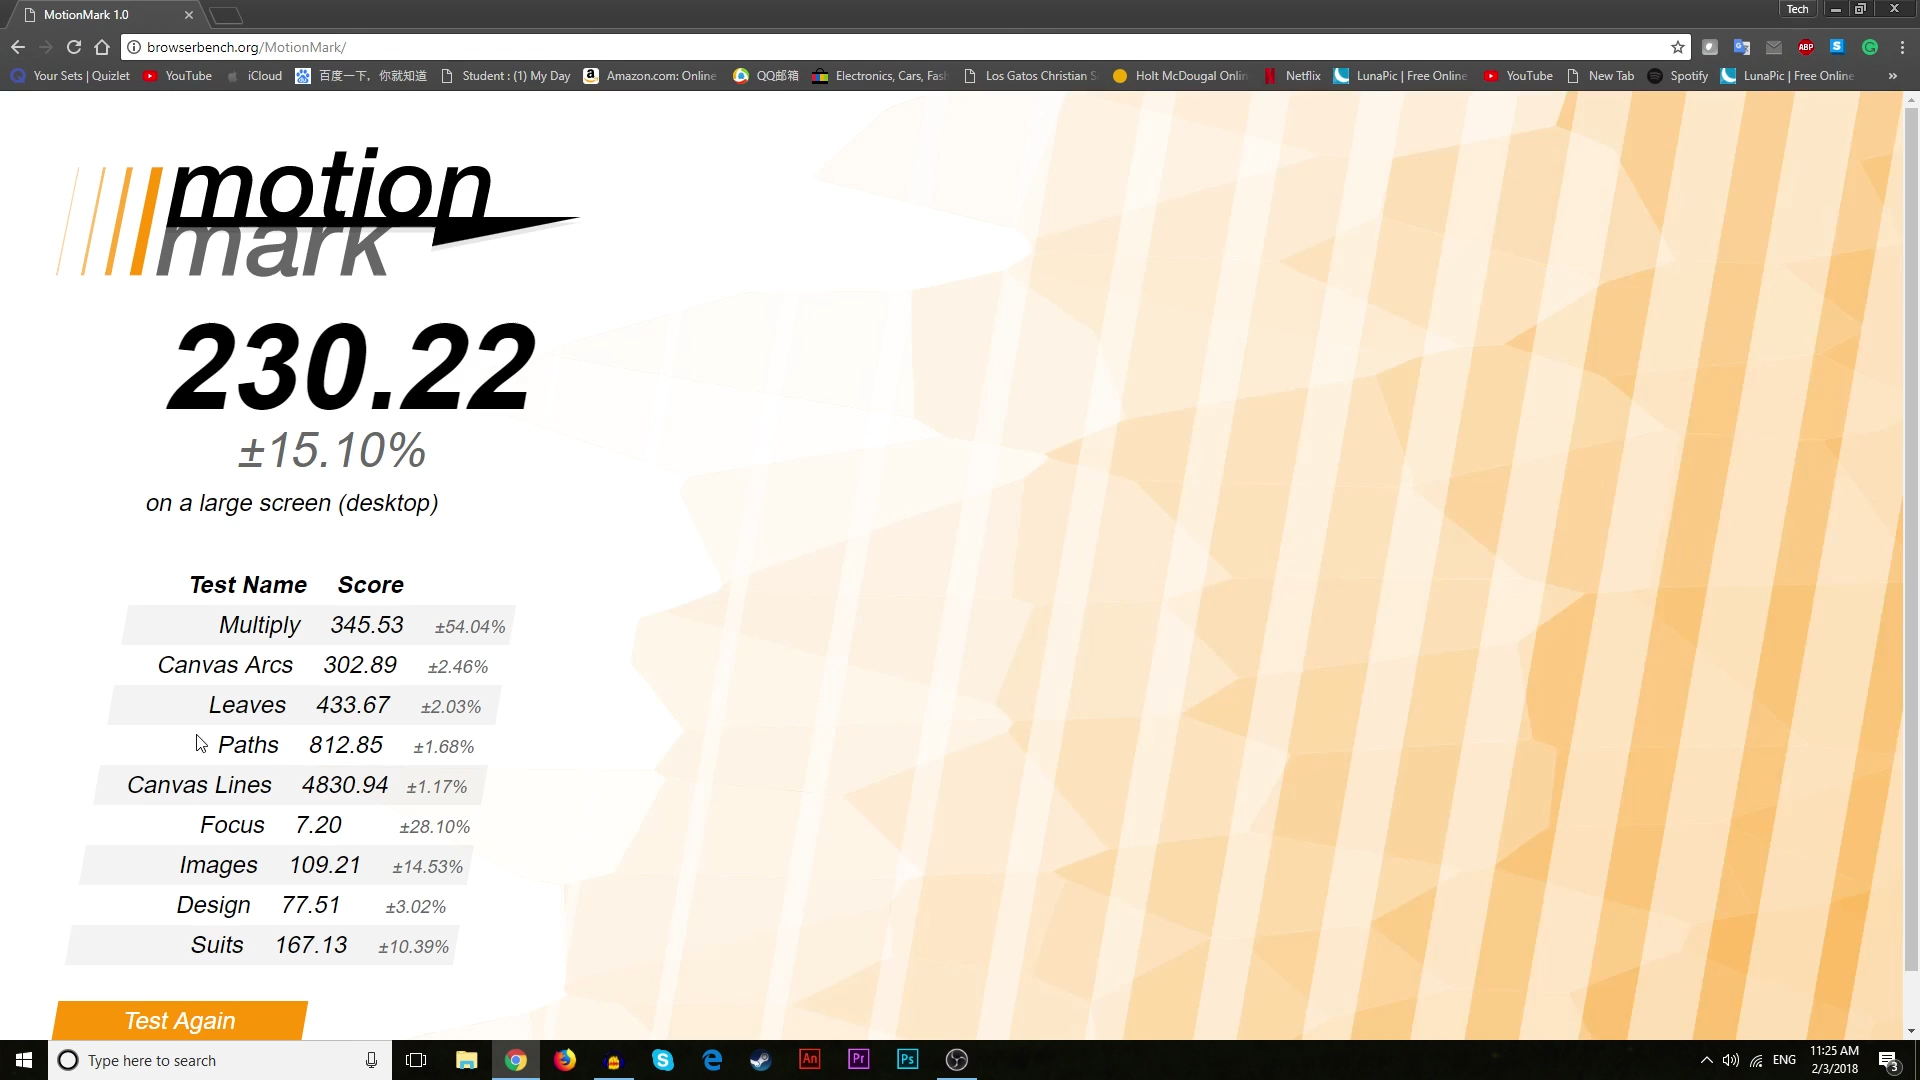 MotionMark 1.0
Tech
browserbench.org/MotionMark/
ABP
Your Sets | Quizlet YouTube iCloud 百度一下，你就知道 Student : (1) My Day Amazon.com: Online QQ邮箱 Electronics, Cars, Fash Los Gatos Christian S Holt McDougal Onlin Netflix LunaPic | Free Online YouTube New Tab Spotify LunaPic | Free Online
motion
mark
230.22
±15.10%
on a large screen (desktop)
Test Name Score
Multiply 345.53 ±54.04%
Canvas Arcs 302.89 ±2.46%
Leaves 433.67 ±2.03%
Paths 812.85 ±1.68%
Canvas Lines 4830.94 ±1.17%
Focus 7.20 ±28.10%
Images 109.21 ±14.53%
Design 77.51 ±3.02%
Suits 167.13 ±10.39%
Test Again
Type here to search
An Pr Ps
ENG
11:25 AM
2/3/2018
3